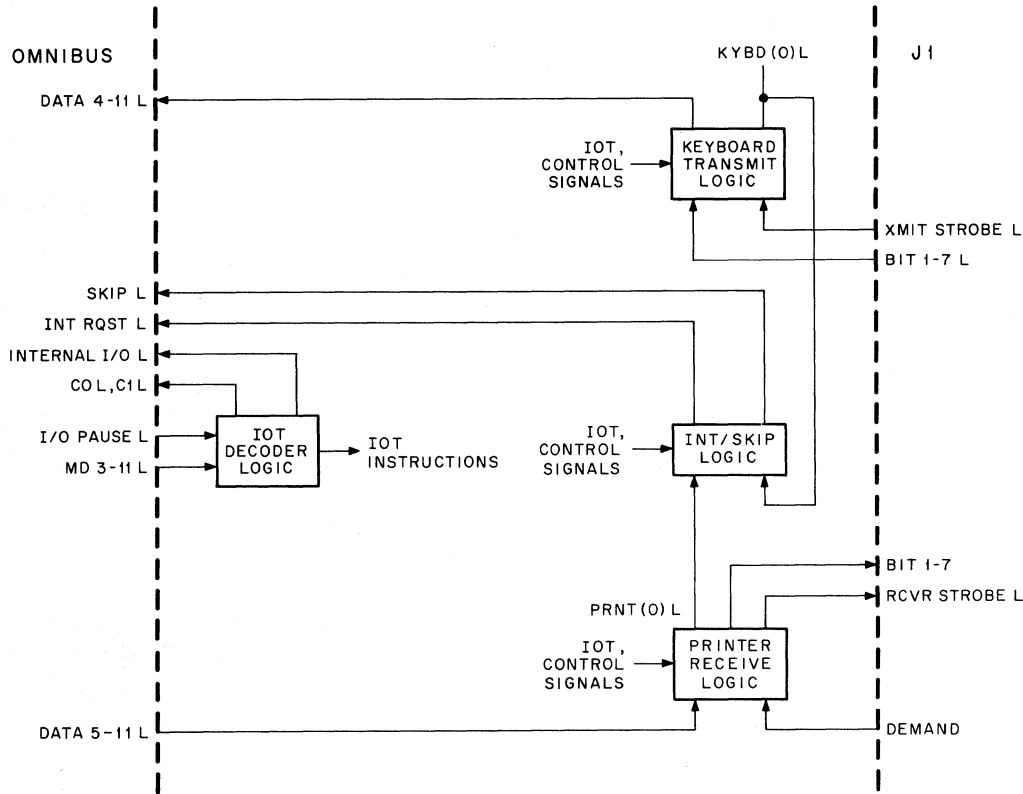 OMNIBUS
J1
KYBD (0) L
DATA 4-11 L
IOT,
CONTROL
SIGNALS
KEYBOARD
TRANSMIT
LOGIC
XMIT STROBE L
BIT 1-7 L
SKIP L
INT RQST L
INTERNAL I/O L
C0 L, C1 L
I/O PAUSE L
MD 3-11 L
IOT
DECODER
LOGIC
IOT
INSTRUCTIONS
IOT,
CONTROL
SIGNALS
INT/SKIP
LOGIC
BIT 1-7
RCVR STROBE L
PRNT (0) L
IOT,
CONTROL
SIGNALS
PRINTER
RECEIVE
LOGIC
DATA 5-11 L
DEMAND